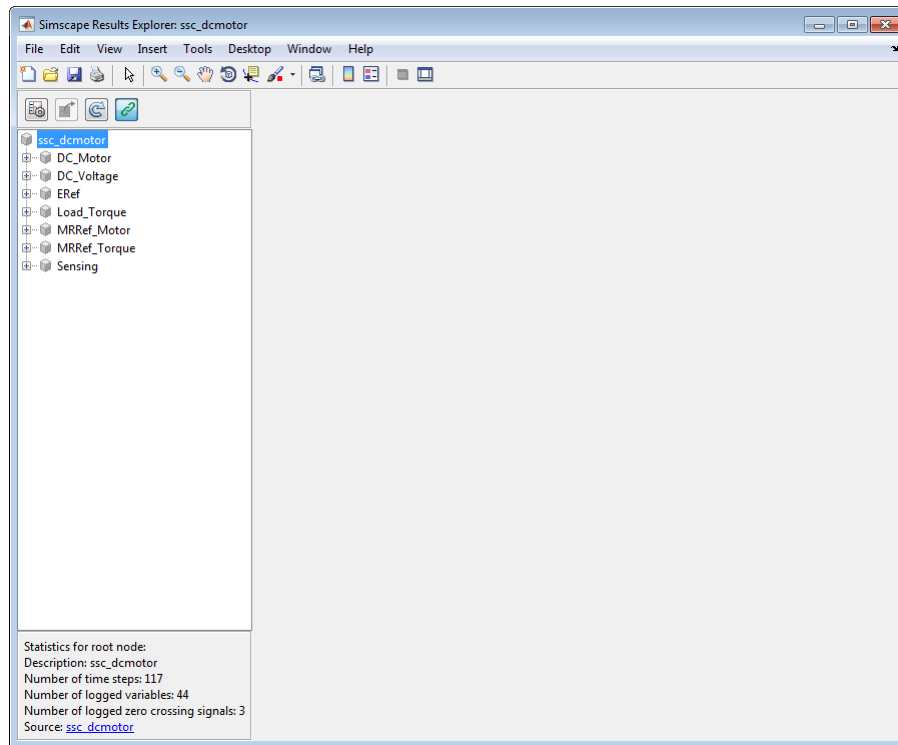 Simscape Results Explorer: ssc_dcmotor
File Edit View Insert Tools Desktop Window Help
ssc_dcmotor
DC_Motor
DC_Voltage
ERef
Load_Torque
MRRef_Motor
MRRef_Torque
Sensing
Statistics for root node:
Description: ssc_dcmotor
Number of time steps: 117
Number of logged variables: 44
Number of logged zero crossing signals: 3
Source: ssc_dcmotor